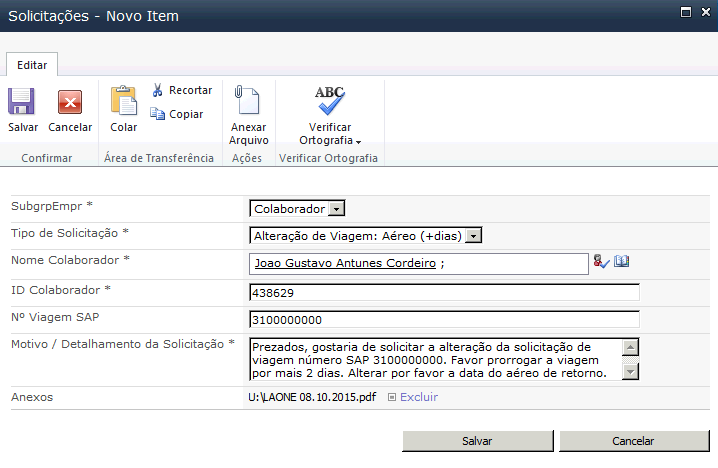 Solicitações - Novo Item
Editar
Salvar
Cancelar
Colar
Recortar
Copiar
Anexar
Arquivo
ABC
Verificar
Ortografia
Confirmar
Área de Transferência
Ações
Verificar Ortografia
SubgrpEmpr *
Colaborador
Tipo de Solicitação *
Alteração de Viagem: Aéreo (+dias)
Nome Colaborador *
Joao Gustavo Antunes Cordeiro ;
ID Colaborador *
438629
Nº Viagem SAP
3100000000
Motivo / Detalhamento da Solicitação *
Prezados, gostaria de solicitar a alteração da solicitação de
viagem número SAP 3100000000. Favor prorrogar a viagem
por mais 2 dias. Alterar por favor a data do aéreo de retorno.
Anexos
U:\LAONE 08.10.2015.pdf
Excluir
Salvar
Cancelar